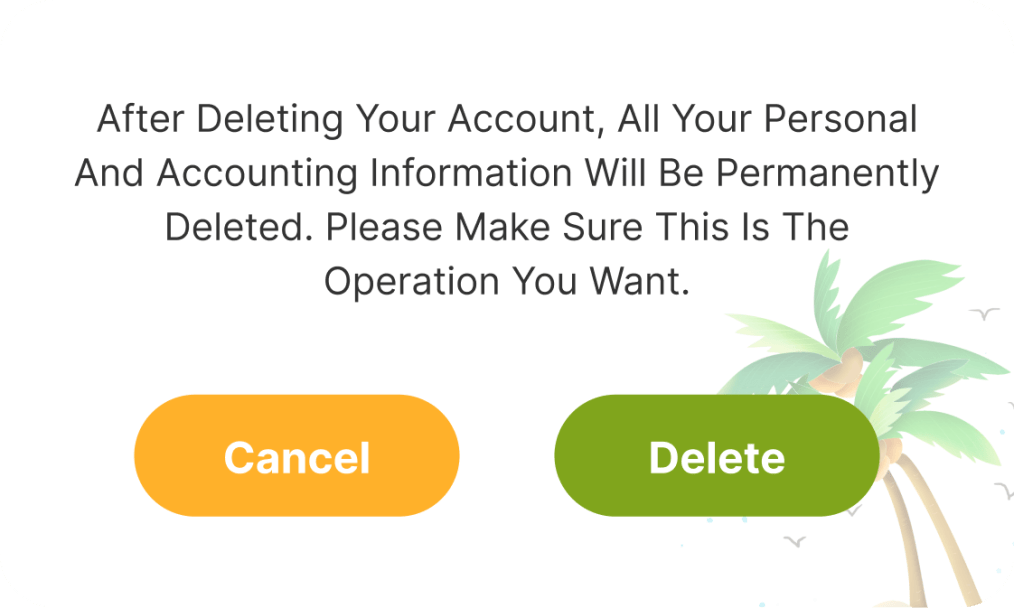 After Deleting Your Account, All Your Personal
And Accounting Information Will Be Permanently
Deleted. Please Make Sure This Is The
Operation You Want.
Cancel
Delete